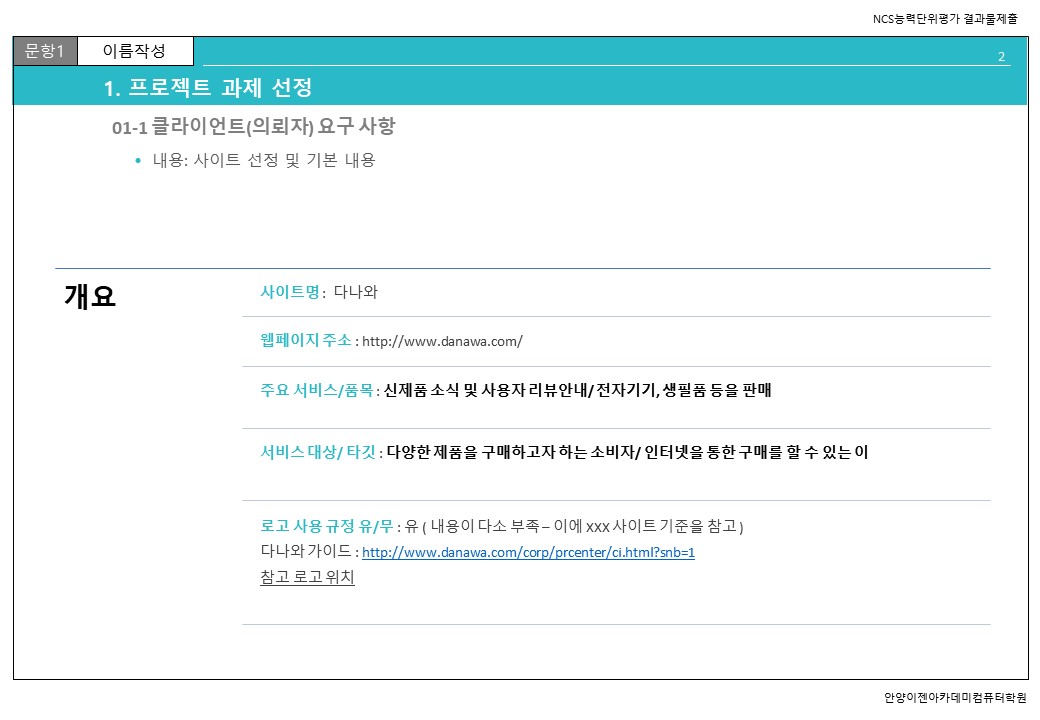 NCS능력단위평가 결과물제출
문항1 이름작성
2
1. 프로젝트 과제 선정
01-1 클라이언트(의뢰자) 요구 사항
• 내용: 사이트 선정 및 기본 내용
개요
사이트명 : 다나와
웹페이지 주소 : http://www.danawa.com/
주요 서비스/품목 : 신제품 소식 및 사용자 리뷰안내/ 전자기기, 생필품 등을 판매
서비스 대상/ 타깃 : 다양한 제품을 구매하고자 하는 소비자/ 인터넷을 통한 구매를 할 수 있는 이
로고 사용 규정 유/무 : 유 ( 내용이 다소 부족 – 이에 xxx 사이트 기준을 참고 )
다나와 가이드 : http://www.danawa.com/corp/prcenter/ci.html?snb=1
참고 로고 위치
안양이젠아카데미컴퓨터학원